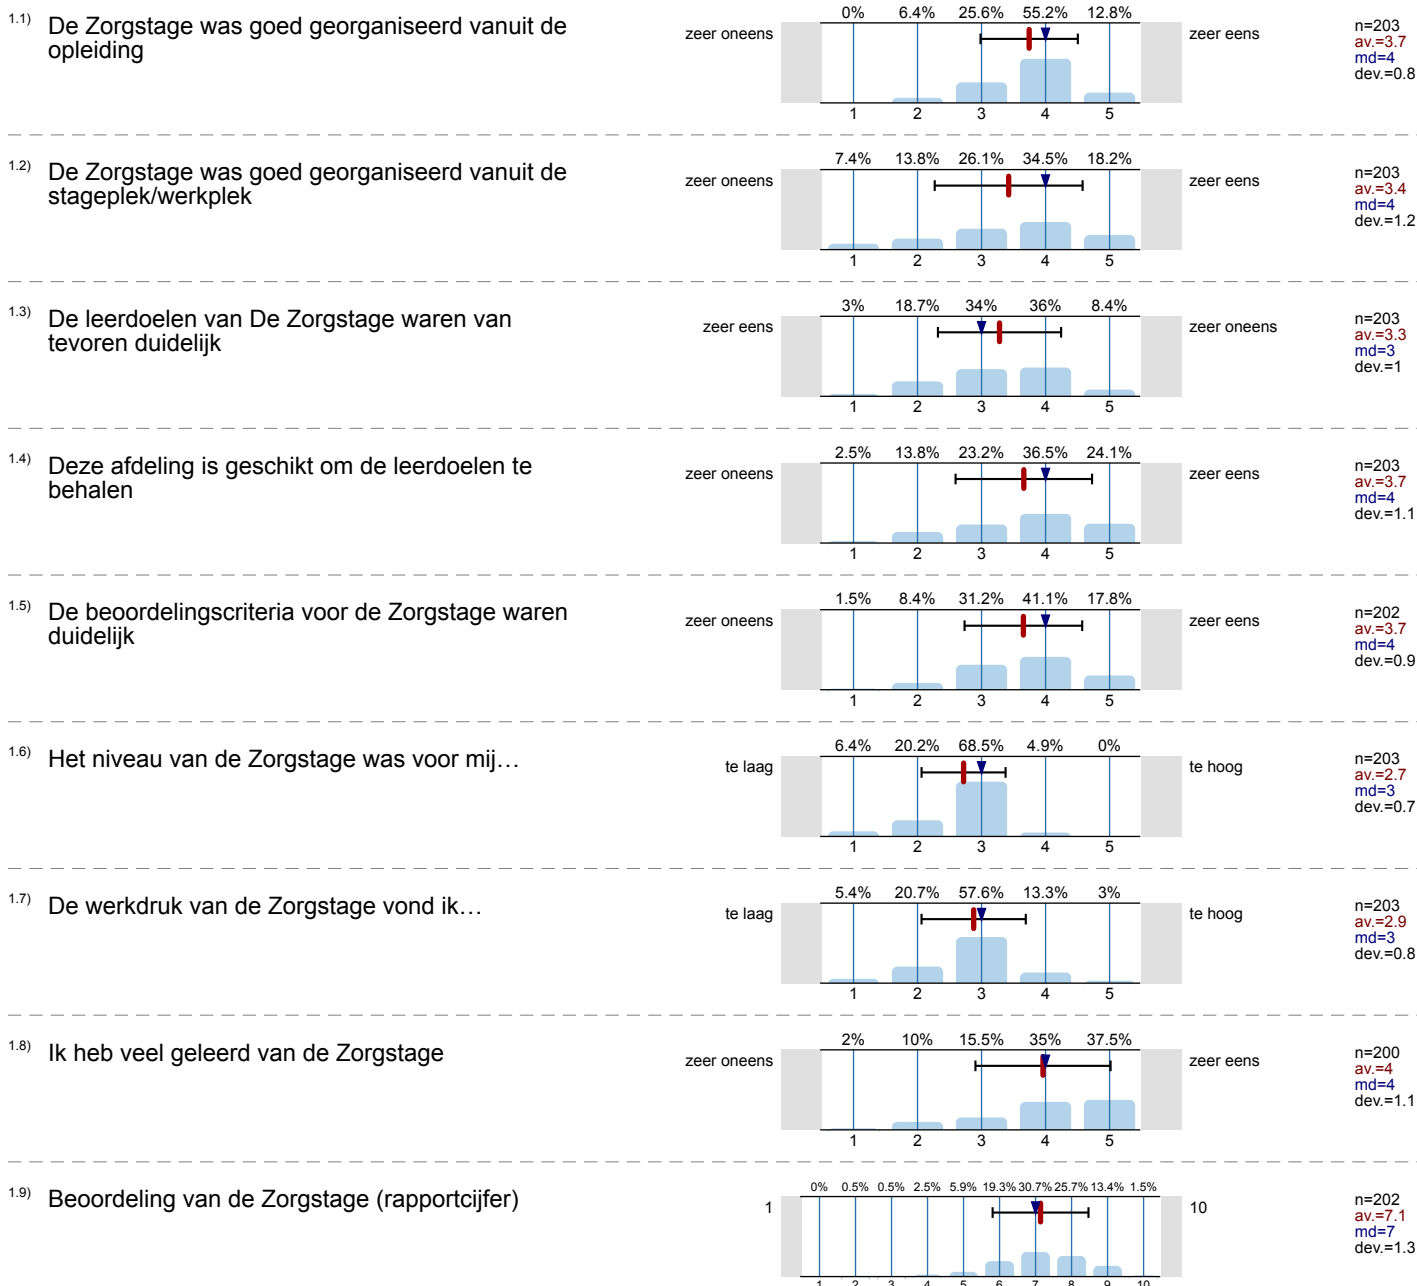 1.1) De Zorgstage was goed georganiseerd vanuit de
opleiding
zeer oneens
0% 6.4% 25.6% 55.2% 12.8%
1 2 3 4 5
zeer eens
n=203
av.=3.7
md=4
dev.=0.8
1.2) De Zorgstage was goed georganiseerd vanuit de
stageplek/werkplek
zeer oneens
7.4% 13.8% 26.1% 34.5% 18.2%
1 2 3 4 5
zeer eens
n=203
av.=3.4
md=4
dev.=1.2
1.3) De leerdoelen van De Zorgstage waren van
tevoren duidelijk
zeer eens
3% 18.7% 34% 36% 8.4%
1 2 3 4 5
zeer oneens
n=203
av.=3.3
md=3
dev.=1
1.4) Deze afdeling is geschikt om de leerdoelen te
behalen
zeer oneens
2.5% 13.8% 23.2% 36.5% 24.1%
1 2 3 4 5
zeer eens
n=203
av.=3.7
md=4
dev.=1.1
1.5) De beoordelingscriteria voor de Zorgstage waren
duidelijk
zeer oneens
1.5% 8.4% 31.2% 41.1% 17.8%
1 2 3 4 5
zeer eens
n=202
av.=3.7
md=4
dev.=0.9
1.6) Het niveau van de Zorgstage was voor mij…
te laag
6.4% 20.2% 68.5% 4.9% 0%
1 2 3 4 5
te hoog
n=203
av.=2.7
md=3
dev.=0.7
1.7) De werkdruk van de Zorgstage vond ik…
te laag
5.4% 20.7% 57.6% 13.3% 3%
1 2 3 4 5
te hoog
n=203
av.=2.9
md=3
dev.=0.8
1.8) Ik heb veel geleerd van de Zorgstage
zeer oneens
2% 10% 15.5% 35% 37.5%
1 2 3 4 5
zeer eens
n=200
av.=4
md=4
dev.=1.1
1.9) Beoordeling van de Zorgstage (rapportcijfer)
1
0% 0.5% 0.5% 2.5% 5.9% 19.3% 30.7% 25.7% 13.4% 1.5%
1 2 3 4 5 6 7 8 9 10
10
n=202
av.=7.1
md=7
dev.=1.3